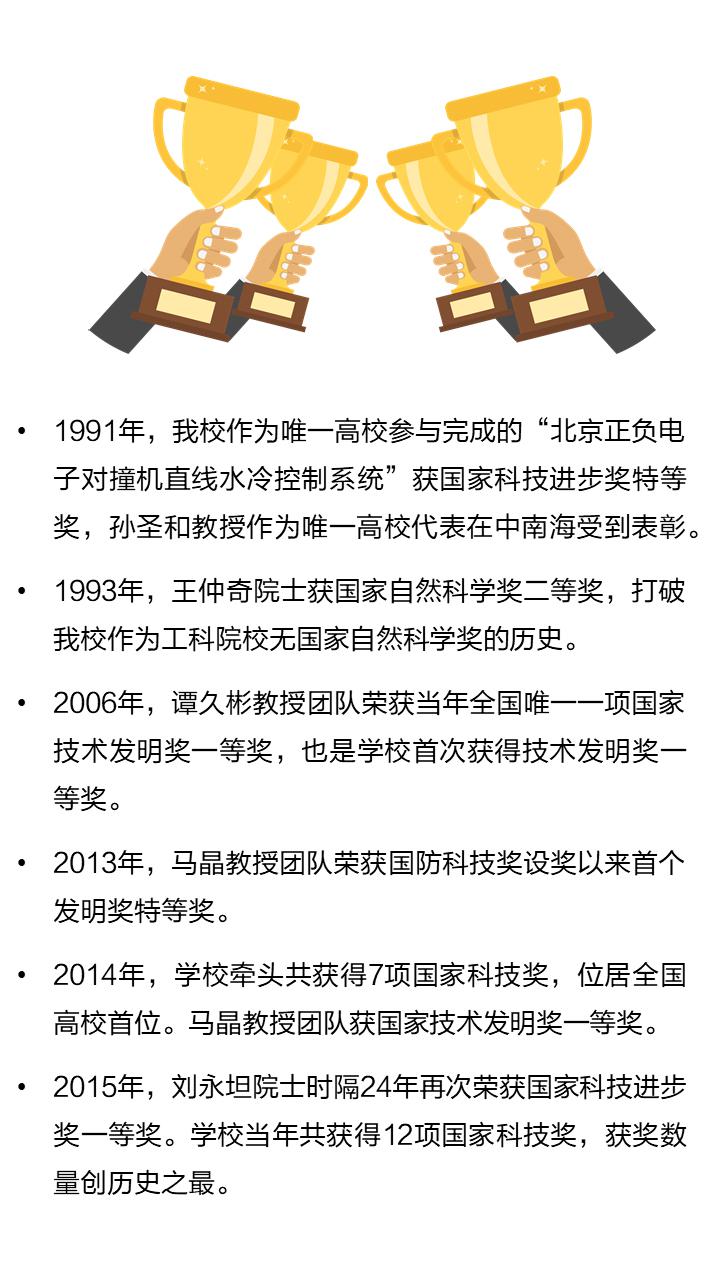 • 1991年，我校作为唯一高校参与完成的“北京正负电
子对撞机直线水冷控制系统”获国家科技进步奖特等
奖，孙圣和教授作为唯一高校代表在中南海受到表彰。
• 1993年，王仲奇院士获国家自然科学奖二等奖，打破
我校作为工科院校无国家自然科学奖的历史。
• 2006年，谭久彬教授团队荣获当年全国唯一一项国家
技术发明奖一等奖，也是学校首次获得技术发明奖一
等奖。
• 2013年，马晶教授团队荣获国防科技奖设奖以来首个
发明奖特等奖。
• 2014年，学校牵头共获得7项国家科技奖，位居全国
高校首位。马晶教授团队获国家技术发明奖一等奖。
• 2015年，刘永坦院士时隔24年再次荣获国家科技进步
奖一等奖。学校当年共获得12项国家科技奖，获奖数
量创历史之最。